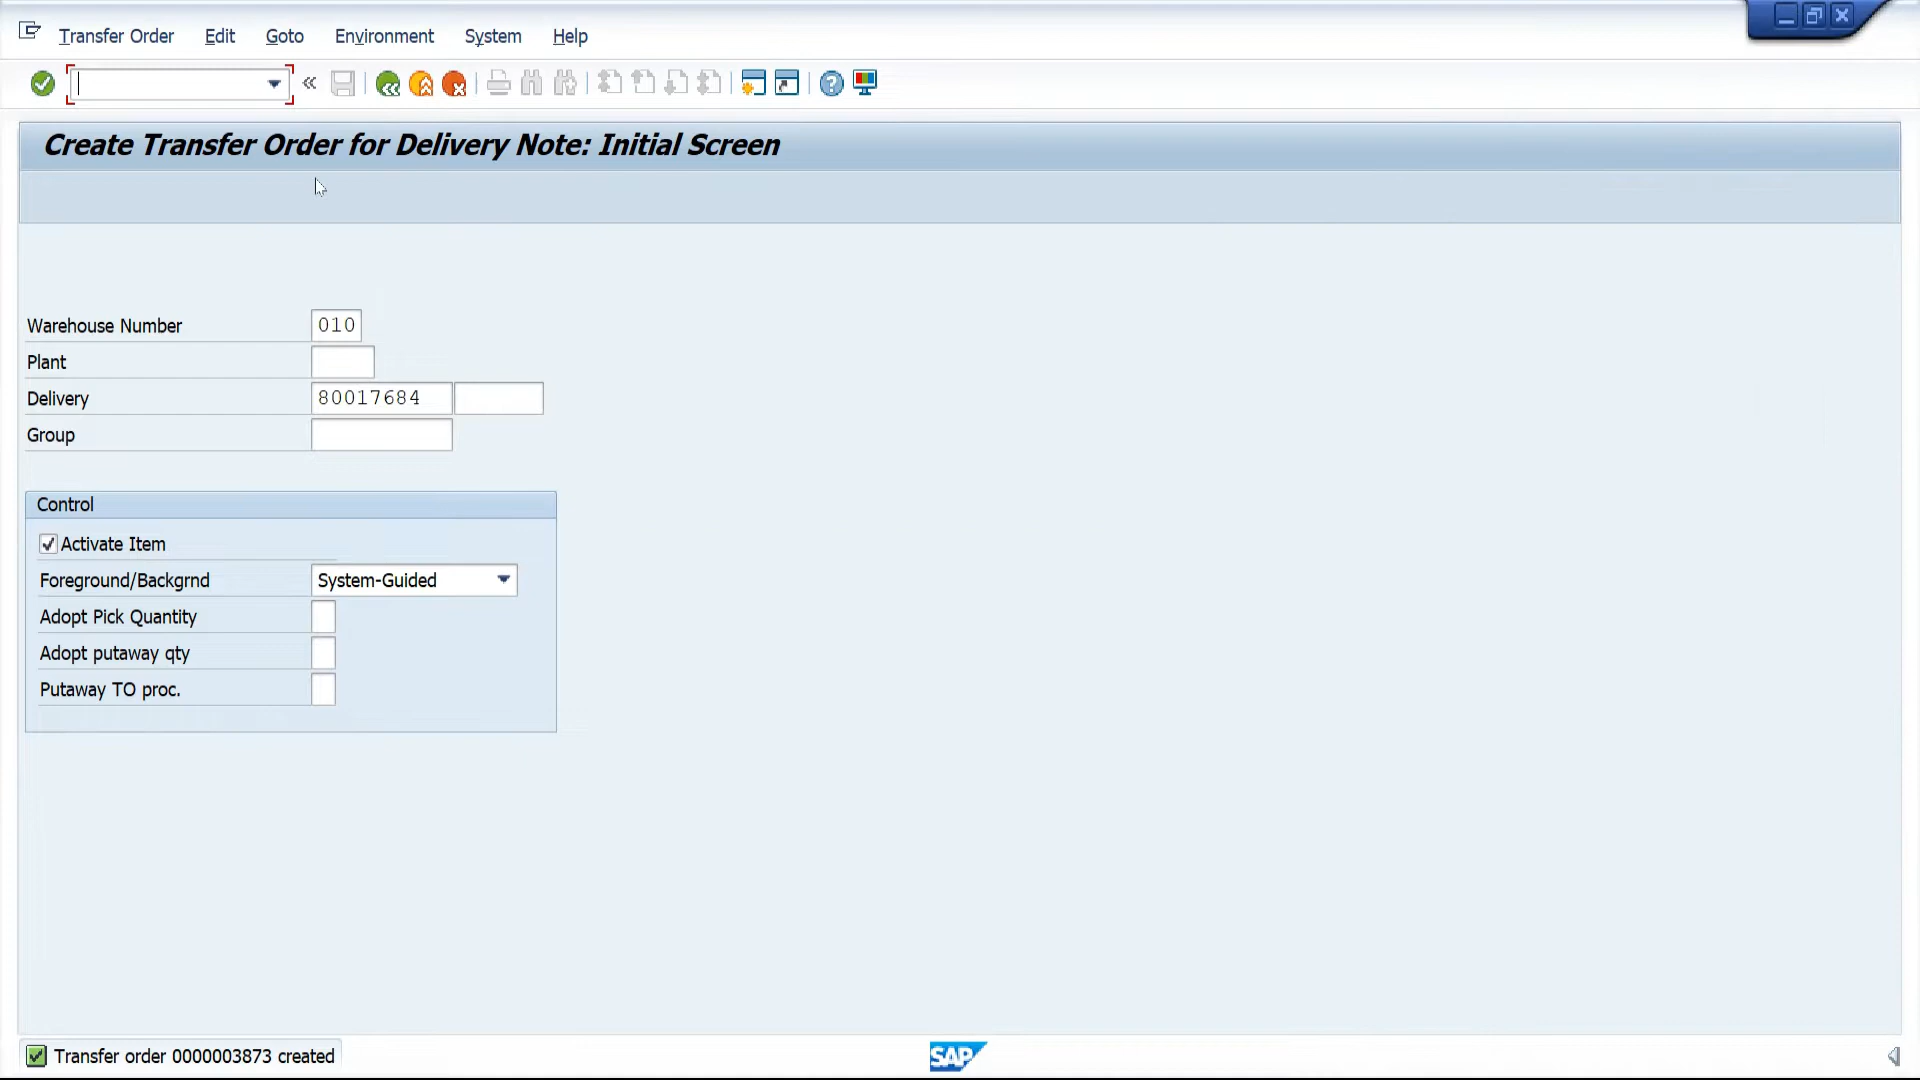 Transfer Order Edit Goto Environment System Help
Create Transfer Order for Delivery Note: Initial Screen
Warehouse Number 010
Plant
Delivery 80017684
Group
Control
Activate Item
Foreground/Backgrnd System-Guided
Adopt Pick Quantity
Adopt putaway qty
Putaway TO proc.
Transfer order 0000003873 created
SAP